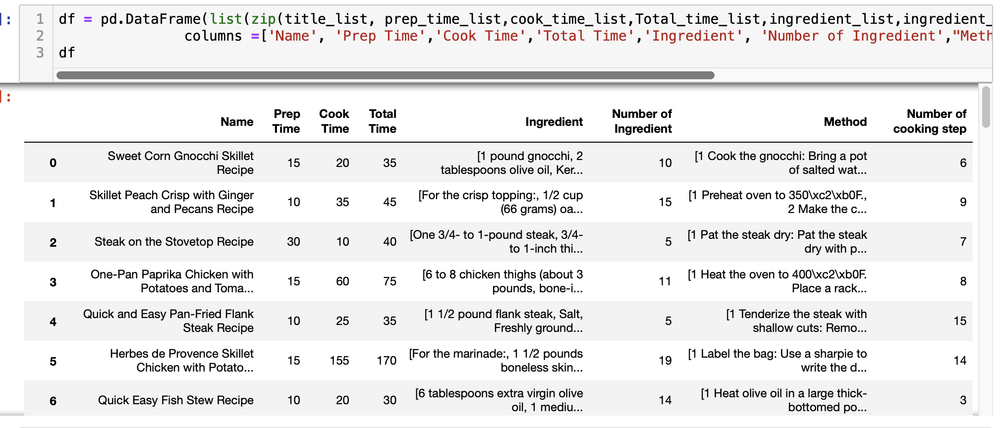 ]:
1 df = pd.DataFrame(list(zip(title_list, prep_time_list,cook_time_list,Total_time_list,ingredient_list,ingredient_
2 columns =['Name', 'Prep Time','Cook Time','Total Time','Ingredient', 'Number of Ingredient',"Meth
3 df
]:
Name Prep Time Cook Time Total Time Ingredient Number of Ingredient Method Number of cooking step
0 Sweet Corn Gnocchi Skillet Recipe 15 20 35 [1 pound gnocchi, 2 tablespoons olive oil, Ker... 10 [1 Cook the gnocchi: Bring a pot of salted wat... 6
1 Skillet Peach Crisp with Ginger and Pecans Recipe 10 35 45 [For the crisp topping:, 1/2 cup (66 grams) oa... 15 [1 Preheat oven to 350\xc2\xb0F., 2 Make the c... 9
2 Steak on the Stovetop Recipe 30 10 40 [One 3/4- to 1-pound steak, 3/4- to 1-inch thi... 5 [1 Pat the steak dry: Pat the steak dry with p... 7
3 One-Pan Paprika Chicken with Potatoes and Toma... 15 60 75 [6 to 8 chicken thighs (about 3 pounds, bone-i... 11 [1 Heat the oven to 400\xc2\xb0F. Place a rack... 8
4 Quick and Easy Pan-Fried Flank Steak Recipe 10 25 35 [1 1/2 pound flank steak, Salt, Freshly ground... 5 [1 Tenderize the steak with shallow cuts: Remo... 15
5 Herbes de Provence Skillet Chicken with Potato... 15 155 170 [For the marinade:, 1 1/2 pounds boneless skin... 19 [1 Label the bag: Use a sharpie to write the d... 14
6 Quick Easy Fish Stew Recipe 10 20 30 [6 tablespoons extra virgin olive oil, 1 mediu... 14 [1 Heat olive oil in a large thick-bottomed po... 3